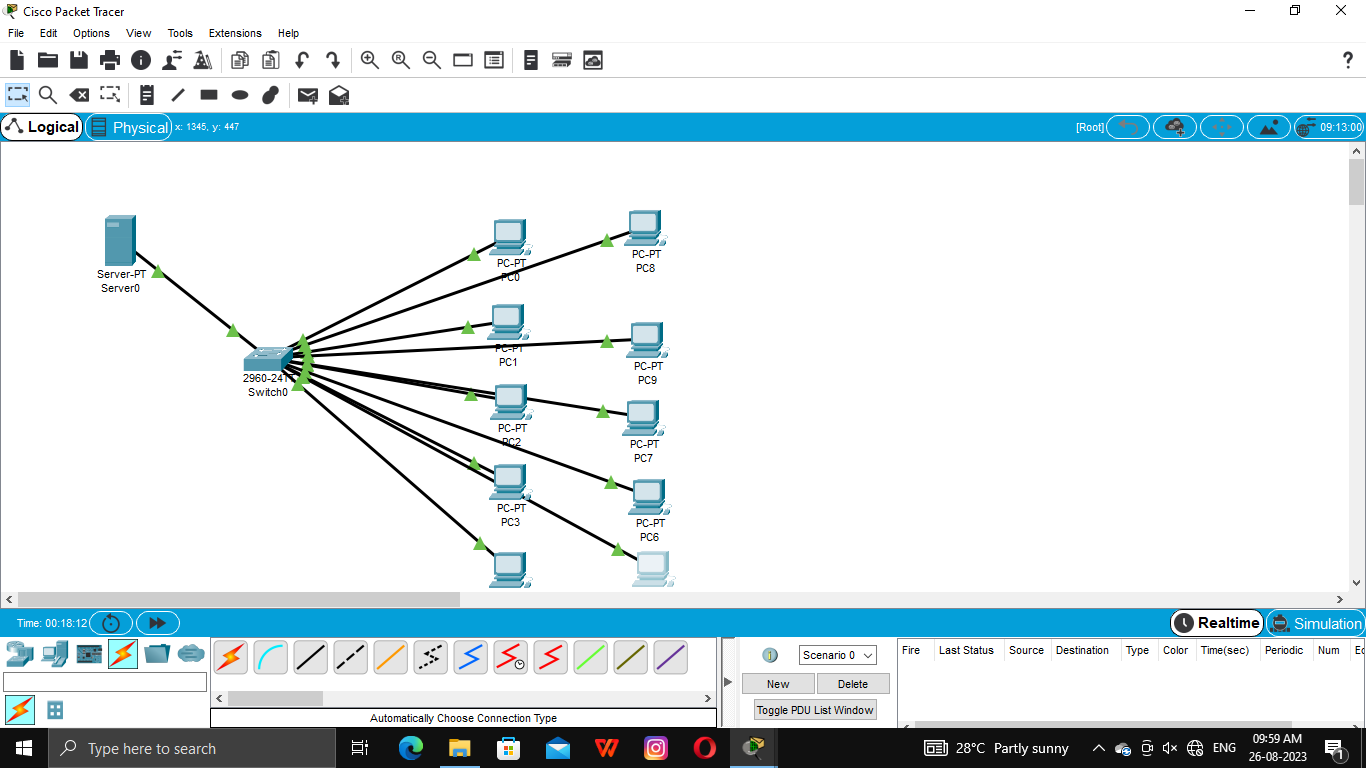 Cisco Packet Tracer
File Edit Options View Tools Extensions Help
?
Logical Physical x: 1345, y: 447 [Root] 09:13:00
Server-PT
Server0
2960-24TT
Switch0
PC-PT
PC0
PC-PT
PC8
PC-PT
PC1
PC-PT
PC9
PC-PT
PC2
PC-PT
PC7
PC-PT
PC3
PC-PT
PC6
Time: 00:18:12 Realtime Simulation
Scenario 0
New Delete
Toggle PDU List Window
Fire Last Status Source Destination Type Color Time(sec) Periodic Num
Automatically Choose Connection Type
Type here to search
28°C Partly sunny
ENG
09:59 AM
26-08-2023
1